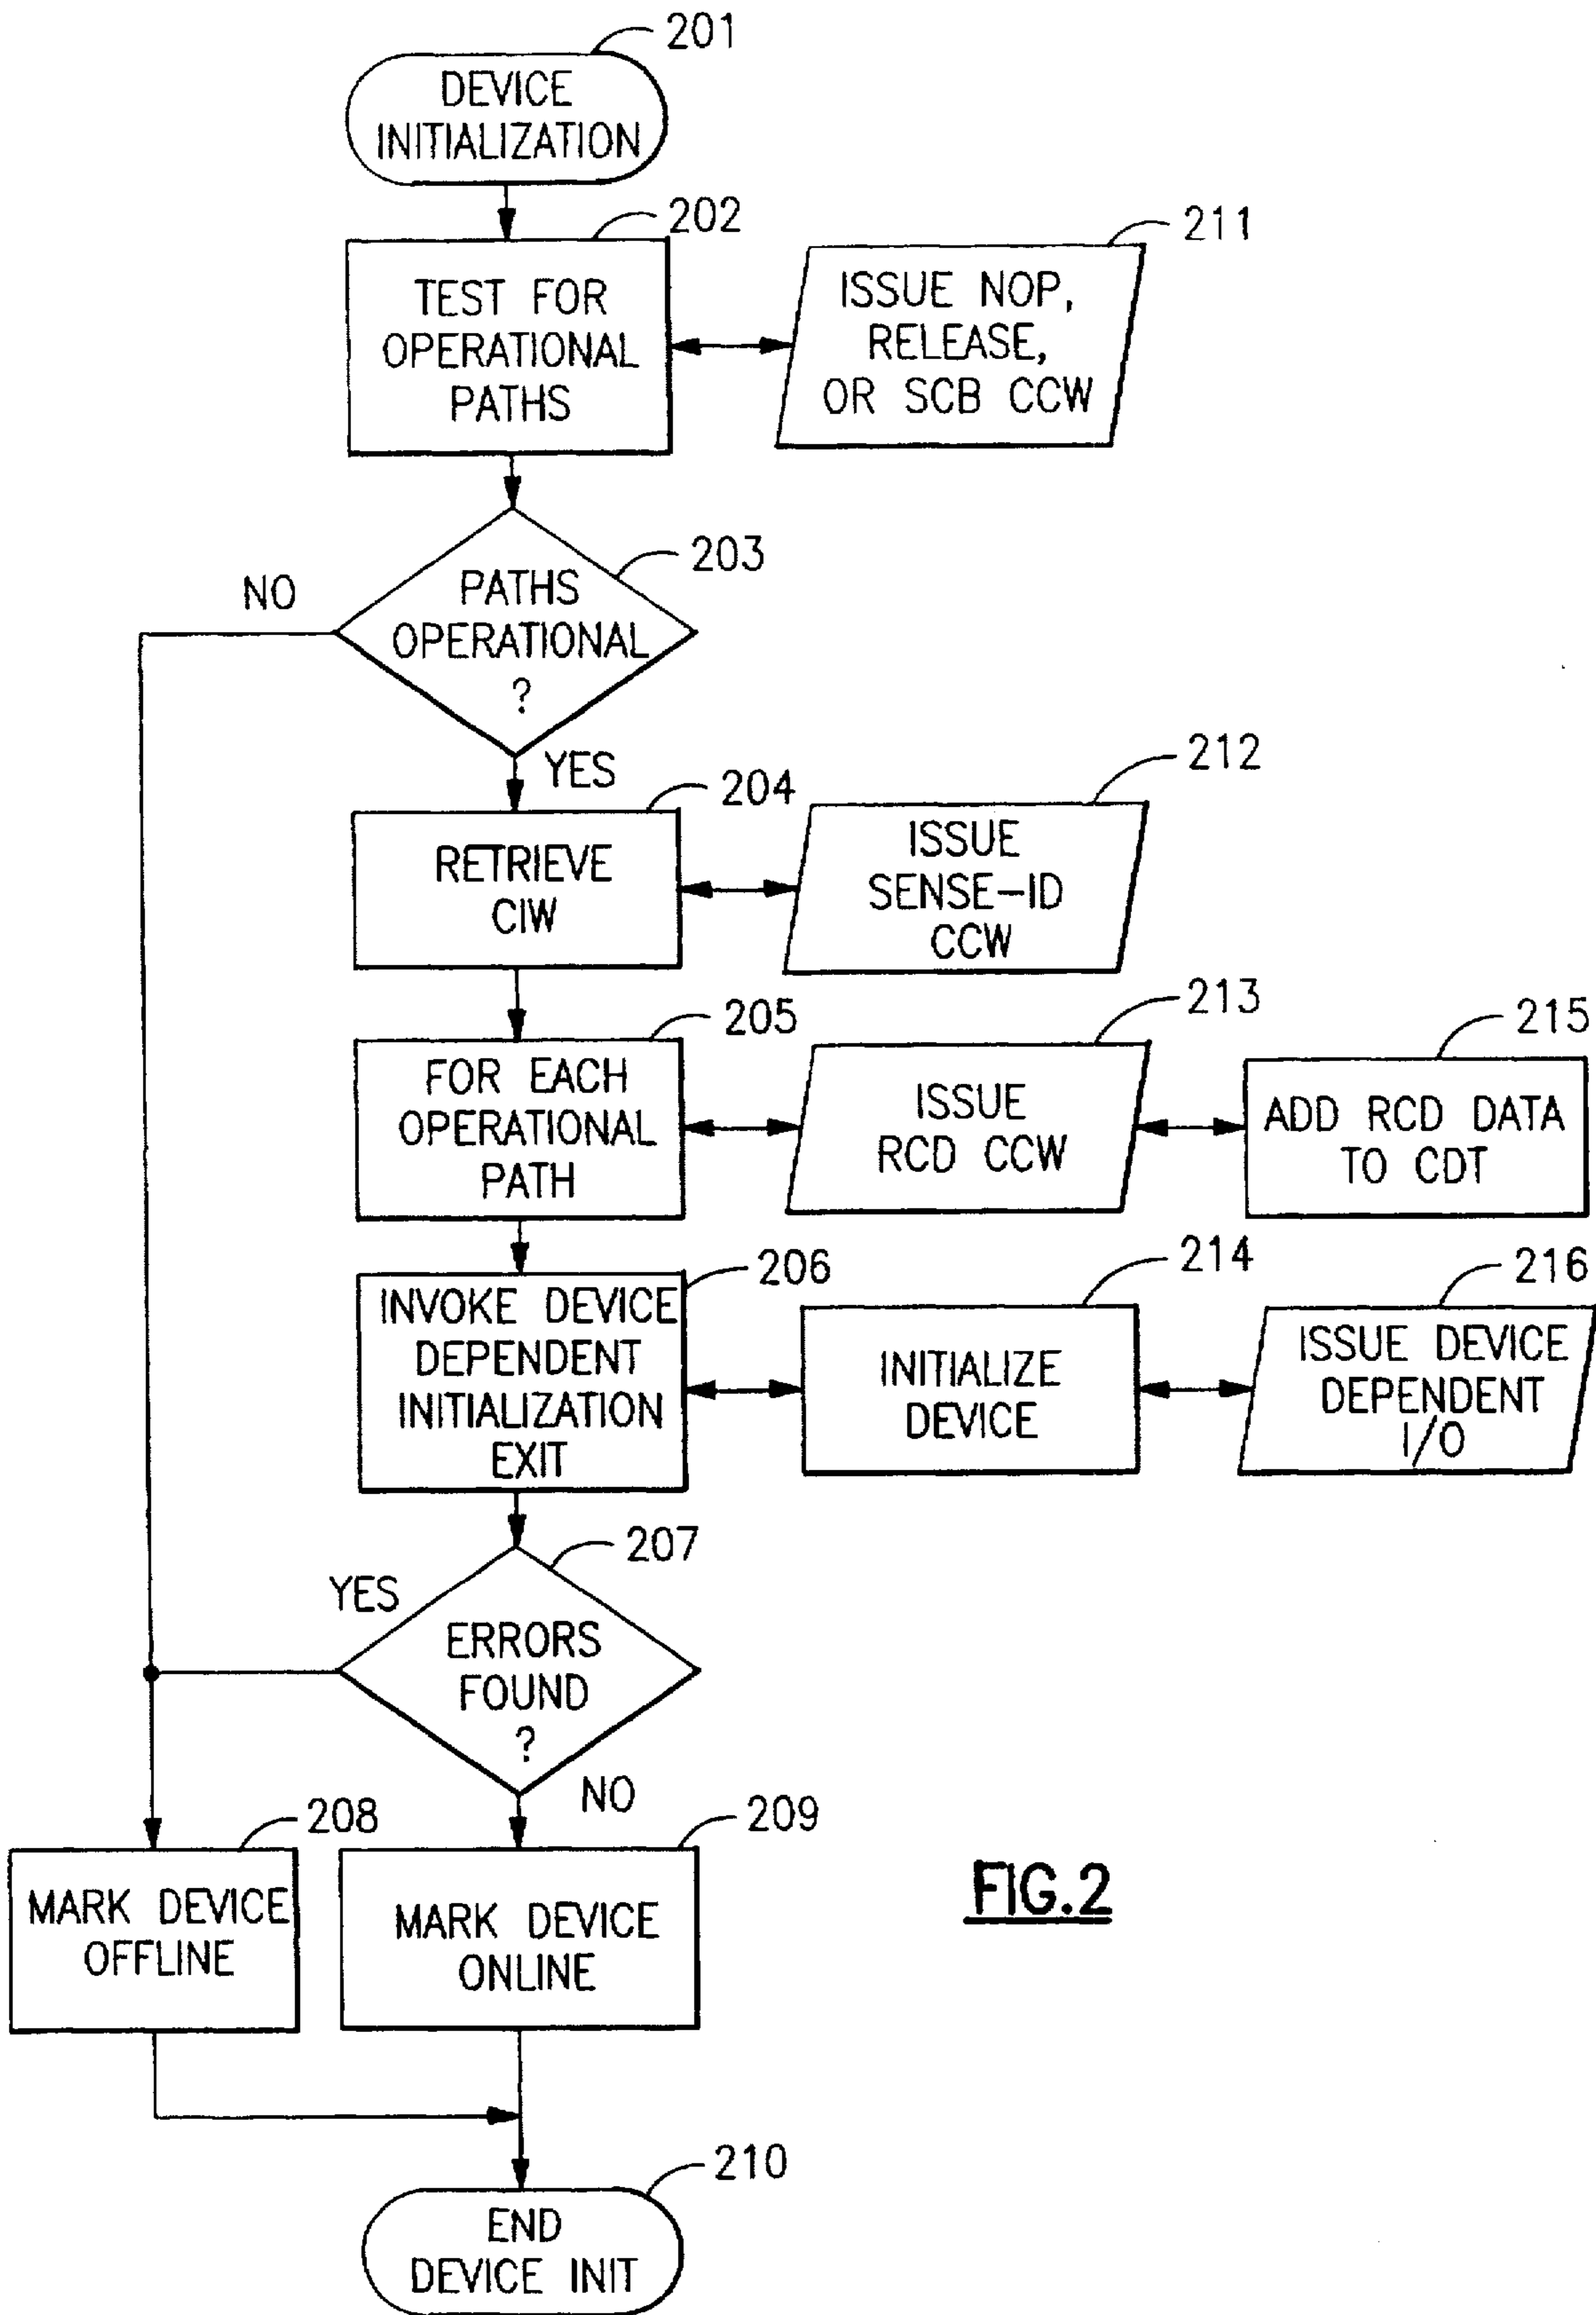 201
DEVICE
INITIALIZATION
202
TEST FOR
OPERATIONAL
PATHS
211
ISSUE NOP,
RELEASE,
OR SCB CCW
203
NO
PATHS
OPERATIONAL
?
YES
204
RETRIEVE
CIW
212
ISSUE
SENSE-ID
CCW
205
FOR EACH
OPERATIONAL
PATH
213
ISSUE
RCD CCW
215
ADD RCD DATA
TO CDT
206
INVOKE DEVICE
DEPENDENT
INITIALIZATION
EXIT
214
INITIALIZE
DEVICE
216
ISSUE DEVICE
DEPENDENT
I/O
207
YES
ERRORS
FOUND
?
NO
208
MARK DEVICE
OFFLINE
209
MARK DEVICE
ONLINE
FIG.2
210
END
DEVICE INIT